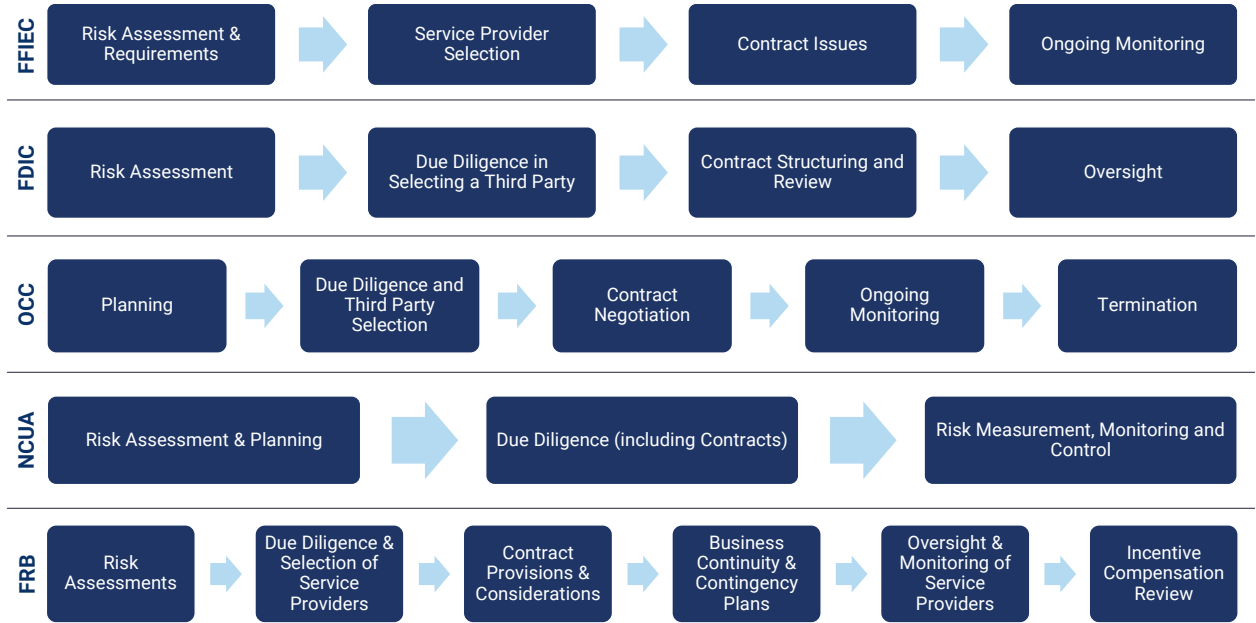 FFIEC
Risk Assessment &
Requirements
Service Provider
Selection
Contract Issues
Ongoing Monitoring
FDIC
Risk Assessment
Due Diligence in
Selecting a Third Party
Contract Structuring and
Review
Oversight
OCC
Planning
Due Diligence and
Third Party
Selection
Contract
Negotiation
Ongoing
Monitoring
Termination
NCUA
Risk Assessment & Planning
Due Diligence (including Contracts)
Risk Measurement, Monitoring and
Control
FRB
Risk
Assessments
Due Diligence &
Selection of
Service
Providers
Contract
Provisions &
Considerations
Business
Continuity &
Contingency
Plans
Oversight &
Monitoring of
Service
Providers
Incentive
Compensation
Review